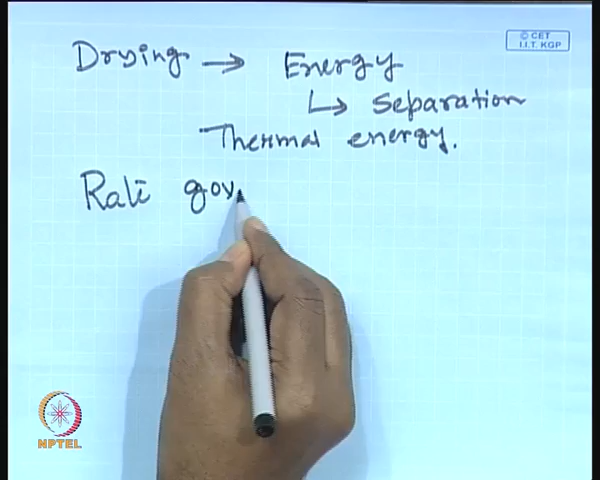 Drying → Energy
↳ separation
Thermal energy.
Rate gov
© CET
I.I.T. KGP
NPTEL